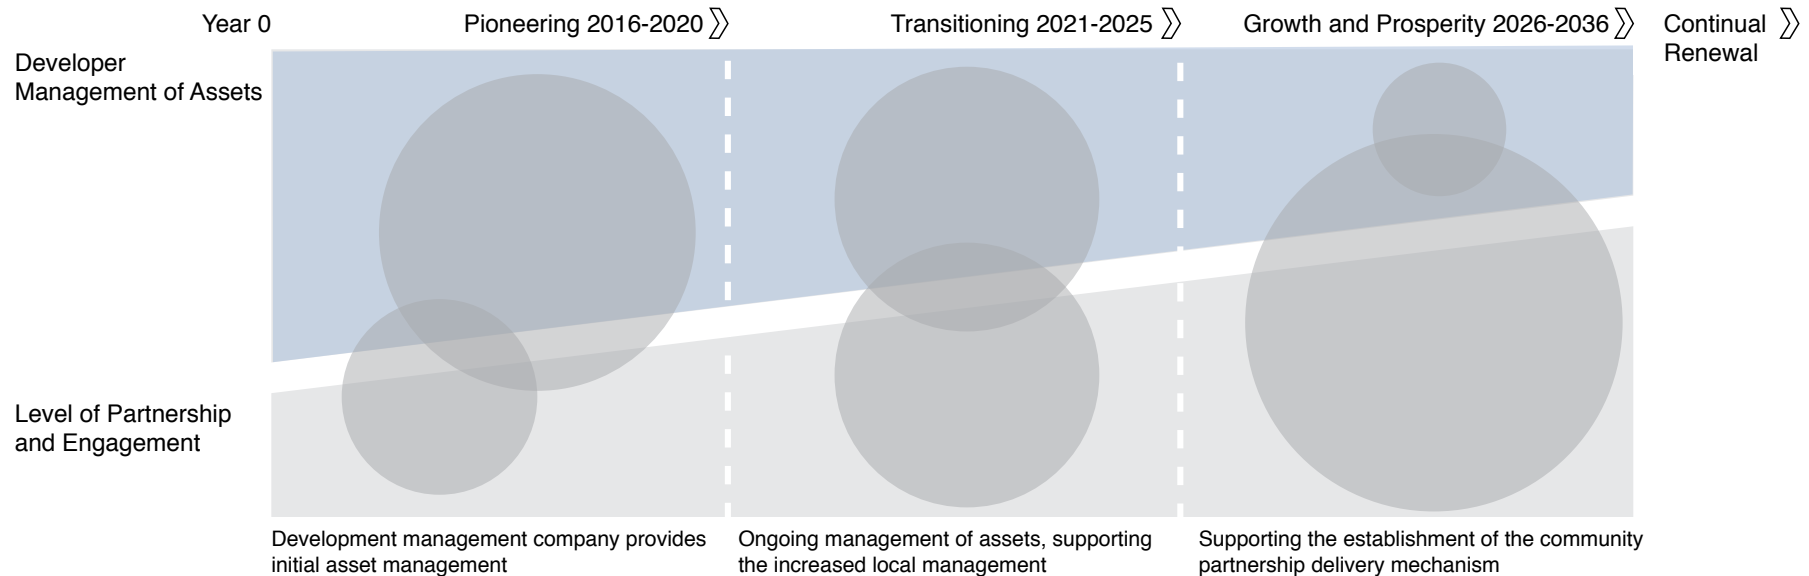 Year 0
Pioneering 2016-2020
Transitioning 2021-2025
Growth and Prosperity 2026-2036
Continual
Renewal
Developer
Management of Assets
Level of Partnership
and Engagement
Development management company provides
initial asset management
Ongoing management of assets, supporting
the increased local management
Supporting the establishment of the community
partnership delivery mechanism